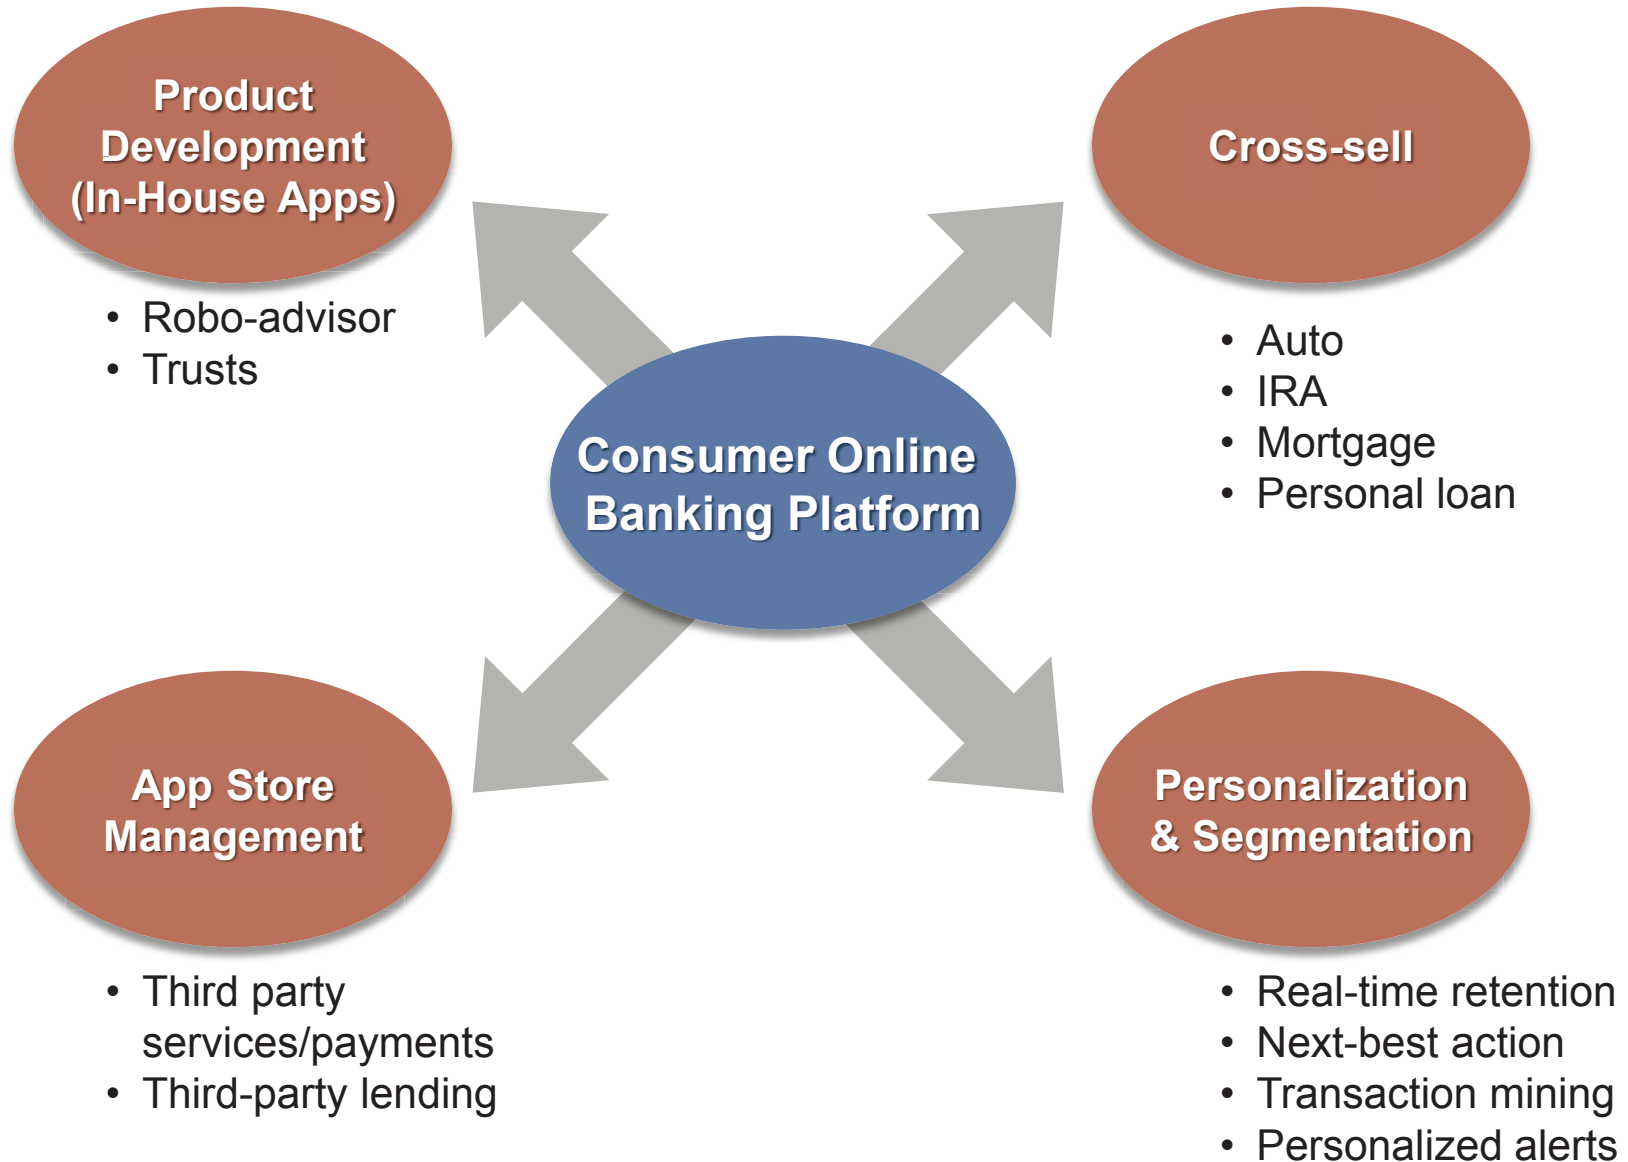 Product
Development
(In-House Apps)
• Robo-advisor
• Trusts
Cross-sell
• Auto
• IRA
• Mortgage
• Personal loan
Consumer Online
Banking Platform
App Store
Management
• Third party
services/payments
• Third-party lending
Personalization
& Segmentation
• Real-time retention
• Next-best action
• Transaction mining
• Personalized alerts